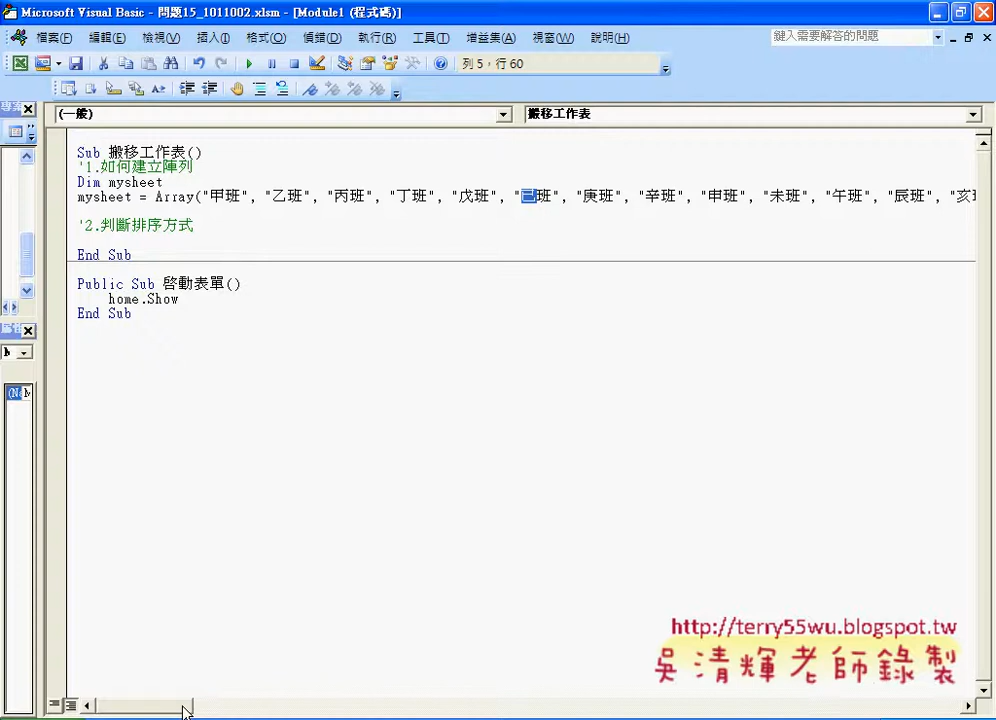 Microsoft Visual Basic - 問題15_1011002.xlsm - [Module1 (程式碼)]
檔案(F) 編輯(E) 檢視(V) 插入(I) 格式(O) 偵錯(D) 執行(R) 工具(T) 增益集(A) 視窗(W) 說明(H) 鍵入需要解答的問題
列 5，行 60
(一般) 搬移工作表
Sub 搬移工作表()
'1.如何建立陣列
Dim mysheet
mysheet = Array("甲班", "乙班", "丙班", "丁班", "戊班", "己班", "庚班", "辛班", "申班", "未班", "午班", "辰班", "亥班
'2.判斷排序方式
End Sub
Public Sub 啓動表單()
home.Show
End Sub
http://terry55wu.blogspot.tw
吳清輝老師錄製